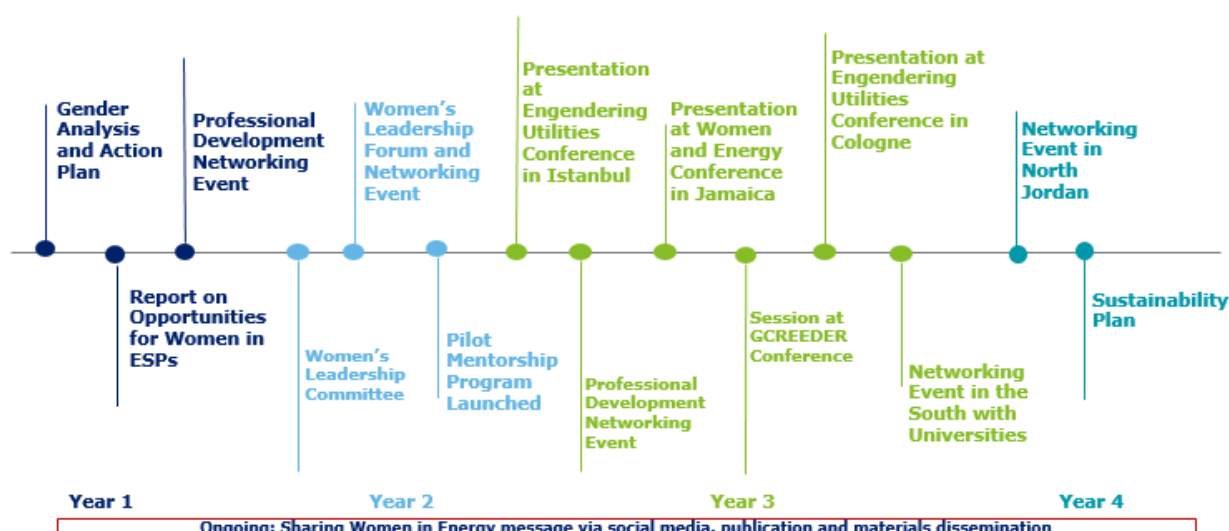 Gender
Analysis
and Action
Plan
Report on
Opportunities
for Women in
ESPs
Professional
Development
Networking
Event
Women's
Leadership
Committee
Women's
Leadership
Forum and
Networking
Event
Pilot
Mentorship
Program
Launched
Presentation
at
Engendering
Utilities
Conference
in Istanbul
Professional
Development
Networking
Event
Presentation
at Women
and Energy
Conference
in Jamaica
Session at
GCREEDER
Conference
Presentation at
Engendering
Utilities
Conference in
Cologne
Networking
Event in the
South with
Universities
Networking
Event in
North
Jordan
Sustainability
Plan
Year 1
Year 2
Year 3
Year 4
Ongoing: Sharing Women in Energy message via social media, publication and materials dissemination